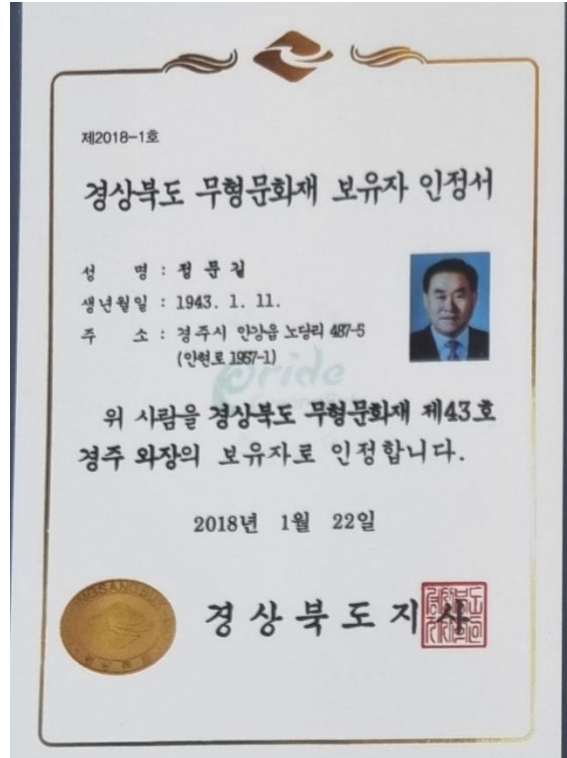 제2018-1호
경상북도 무형문화재 보유자 인정서
성 명 : 정 문 길
생년월일 : 1943. 1. 11.
주 소 : 경주시 안강읍 노당리 487-5
(안현로 1957-1)
Pride
위 사람을 경상북도 무형문화재 제43호
경주 와장의 보유자로 인정합니다.
2018년 1월 22일
경 상 북 도 지 사